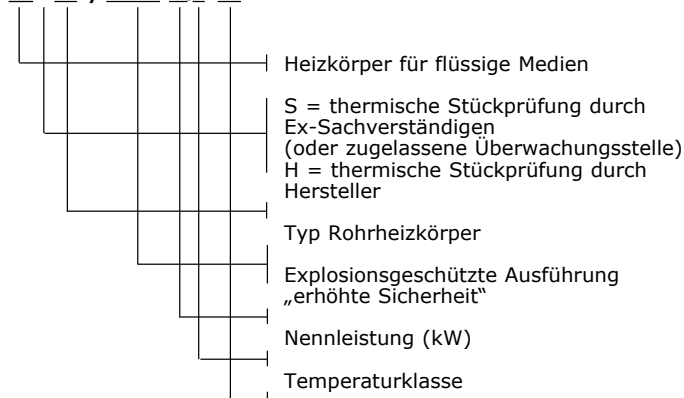 Heizkörper für flüssige Medien
S = thermische Stückprüfung durch
Ex-Sachverständigen
(oder zugelassene Überwachungsstelle)
H = thermische Stückprüfung durch
Hersteller
Typ Rohrheizkörper
Explosionsgeschützte Ausführung
„erhöhte Sicherheit“
Nennleistung (kW)
Temperaturklasse